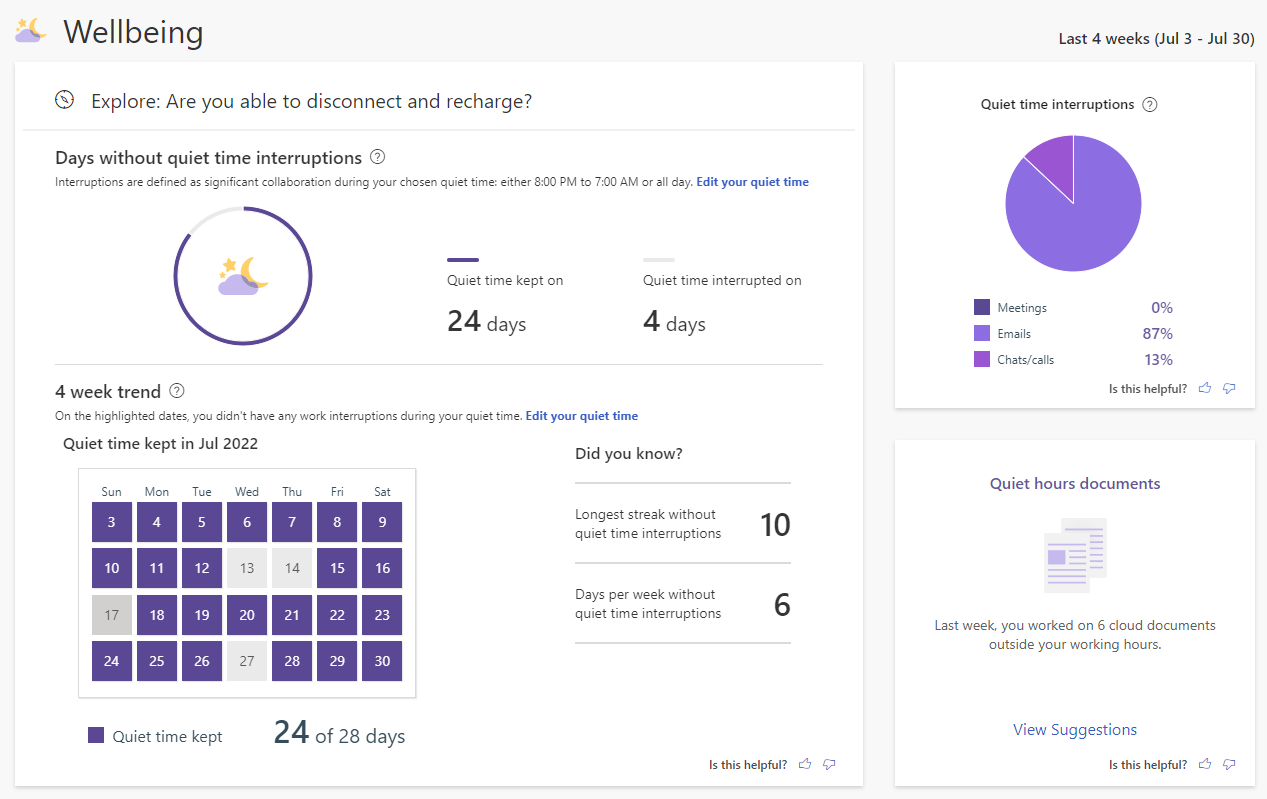 Wellbeing
Last 4 weeks (Jul 3 - Jul 30)
Explore: Are you able to disconnect and recharge?
Days without quiet time interruptions ?
Interruptions are defined as significant collaboration during your chosen quiet time: either 8:00 PM to 7:00 AM or all day. Edit your quiet time
Quiet time kept on
24 days
Quiet time interrupted on
4 days
4 week trend ?
On the highlighted dates, you didn't have any work interruptions during your quiet time. Edit your quiet time
Quiet time kept in Jul 2022
Sun Mon Tue Wed Thu Fri Sat
3 4 5 6 7 8 9
10 11 12 13 14 15 16
17 18 19 20 21 22 23
24 25 26 27 28 29 30
Quiet time kept 24 of 28 days
Did you know?
Longest streak without
quiet time interruptions
10
Days per week without
quiet time interruptions
6
Is this helpful?
Quiet time interruptions ?
Meetings 0%
Emails 87%
Chats/calls 13%
Is this helpful?
Quiet hours documents
Last week, you worked on 6 cloud documents
outside your working hours.
View Suggestions
Is this helpful?